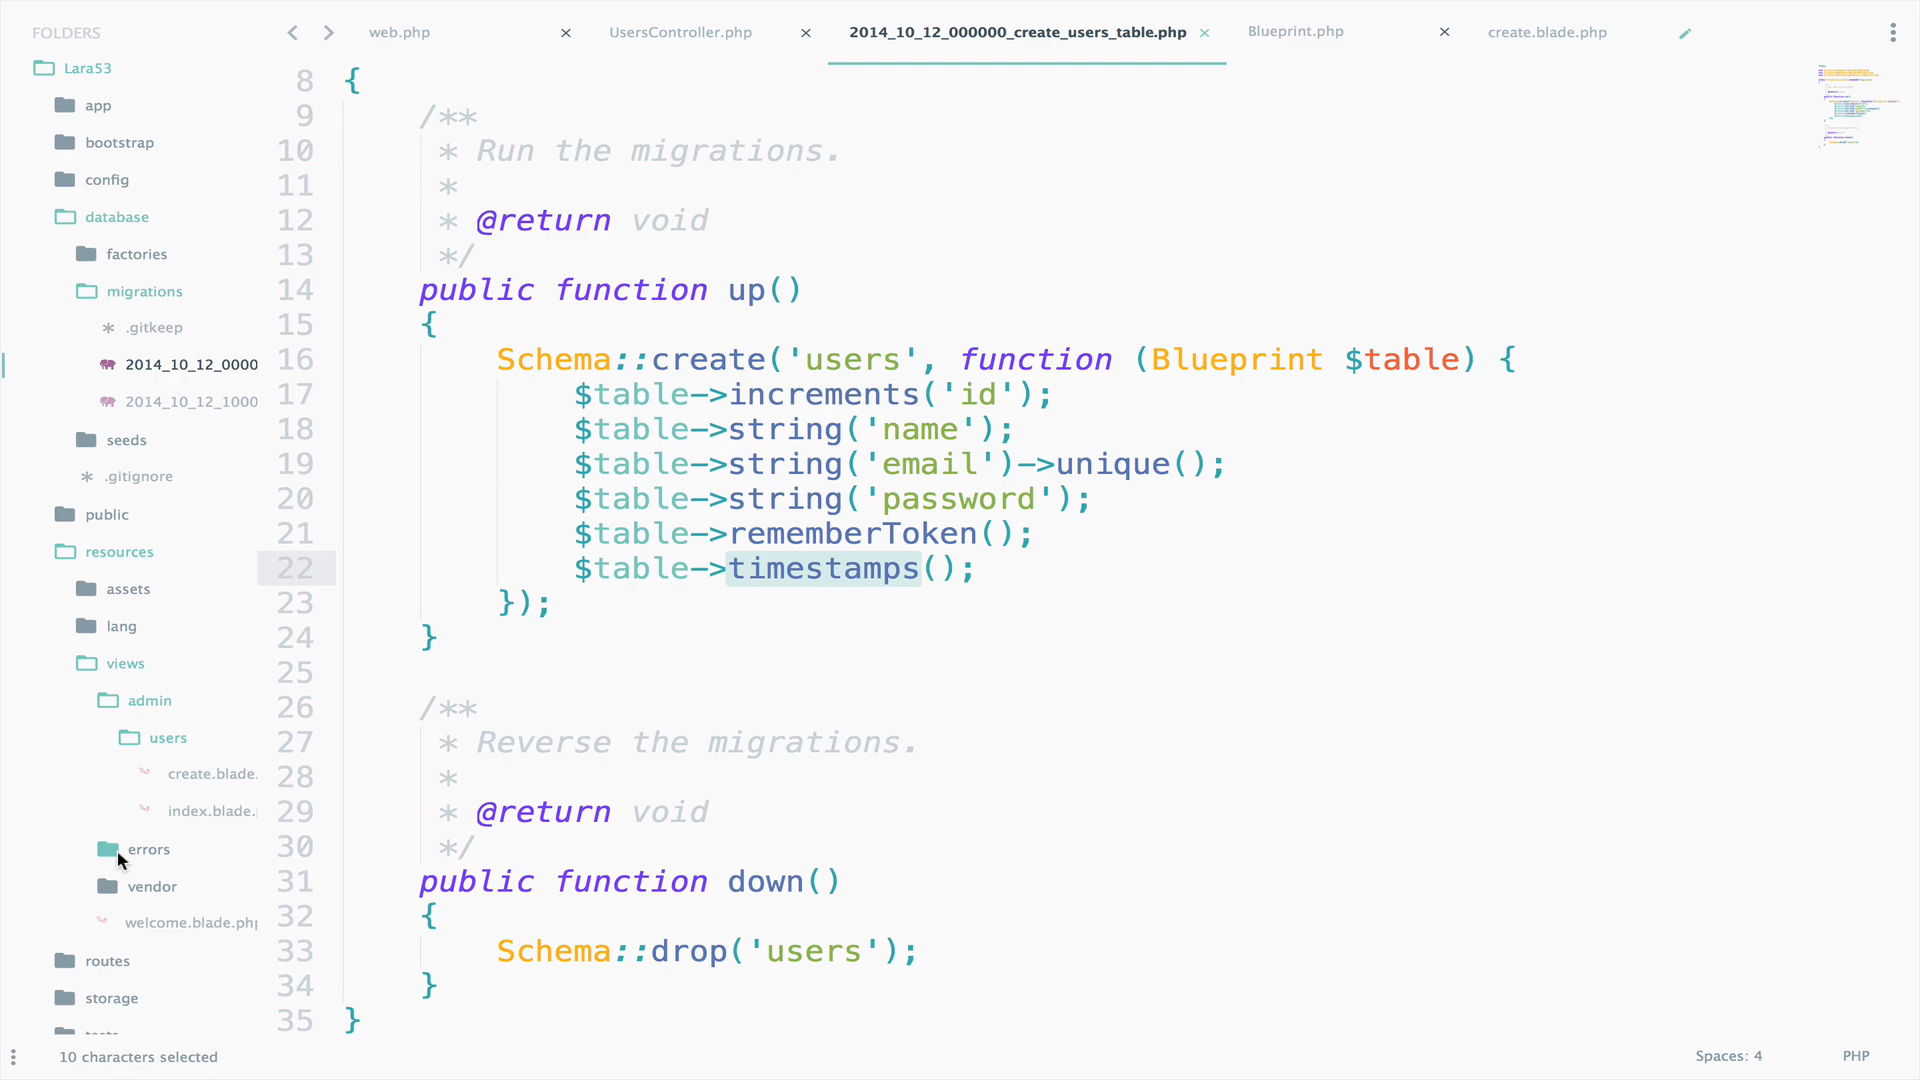 FOLDERS
Lara53
app
bootstrap
config
database
factories
migrations
.gitkeep
2014_10_12_0000
2014_10_12_1000
seeds
.gitignore
public
resources
assets
lang
views
admin
users
create.blade.
index.blade.
errors
vendor
welcome.blade.php
routes
storage
web.php
UsersController.php
2014_10_12_000000_create_users_table.php
Blueprint.php
create.blade.php
8 {
9 /**
10 * Run the migrations.
11 *
12 * @return void
13 */
14 public function up()
15 {
16 Schema::create('users', function (Blueprint $table) {
17 $table->increments('id');
18 $table->string('name');
19 $table->string('email')->unique();
20 $table->string('password');
21 $table->rememberToken();
22 $table->timestamps();
23 });
24 }
25
26 /**
27 * Reverse the migrations.
28 *
29 * @return void
30 */
31 public function down()
32 {
33 Schema::drop('users');
34 }
35 }
10 characters selected
Spaces: 4
PHP